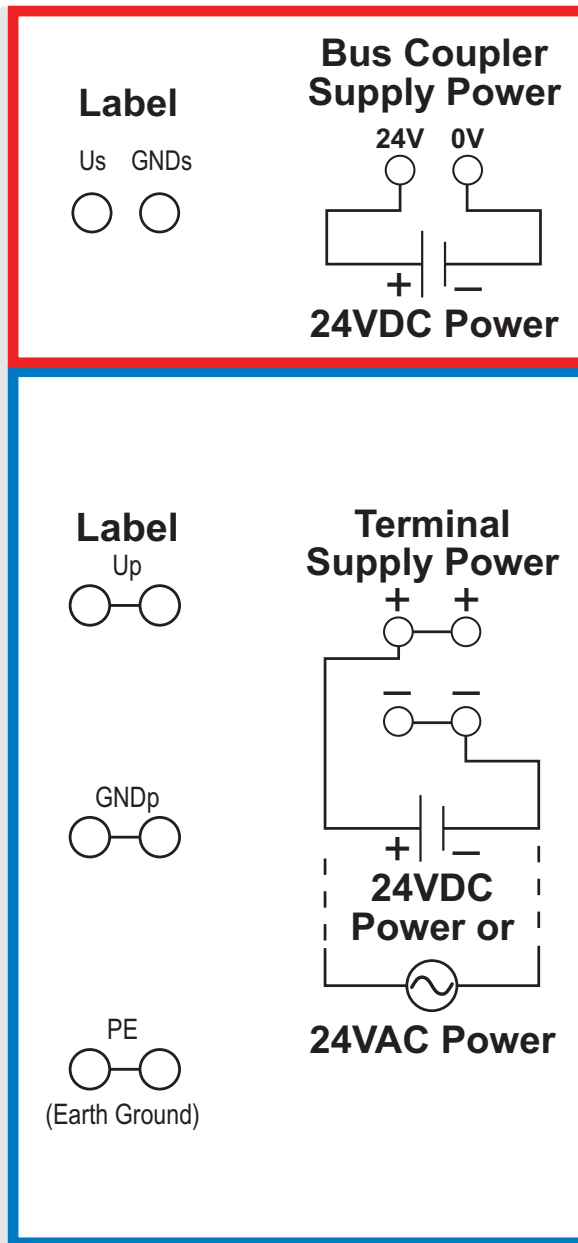 Label
Us GNDs
Bus Coupler
Supply Power
24V 0V
+ –
24VDC Power
Label
Up
GNDp
PE
(Earth Ground)
Terminal
Supply Power
+ +
– –
+ –
24VDC
Power or
24VAC Power